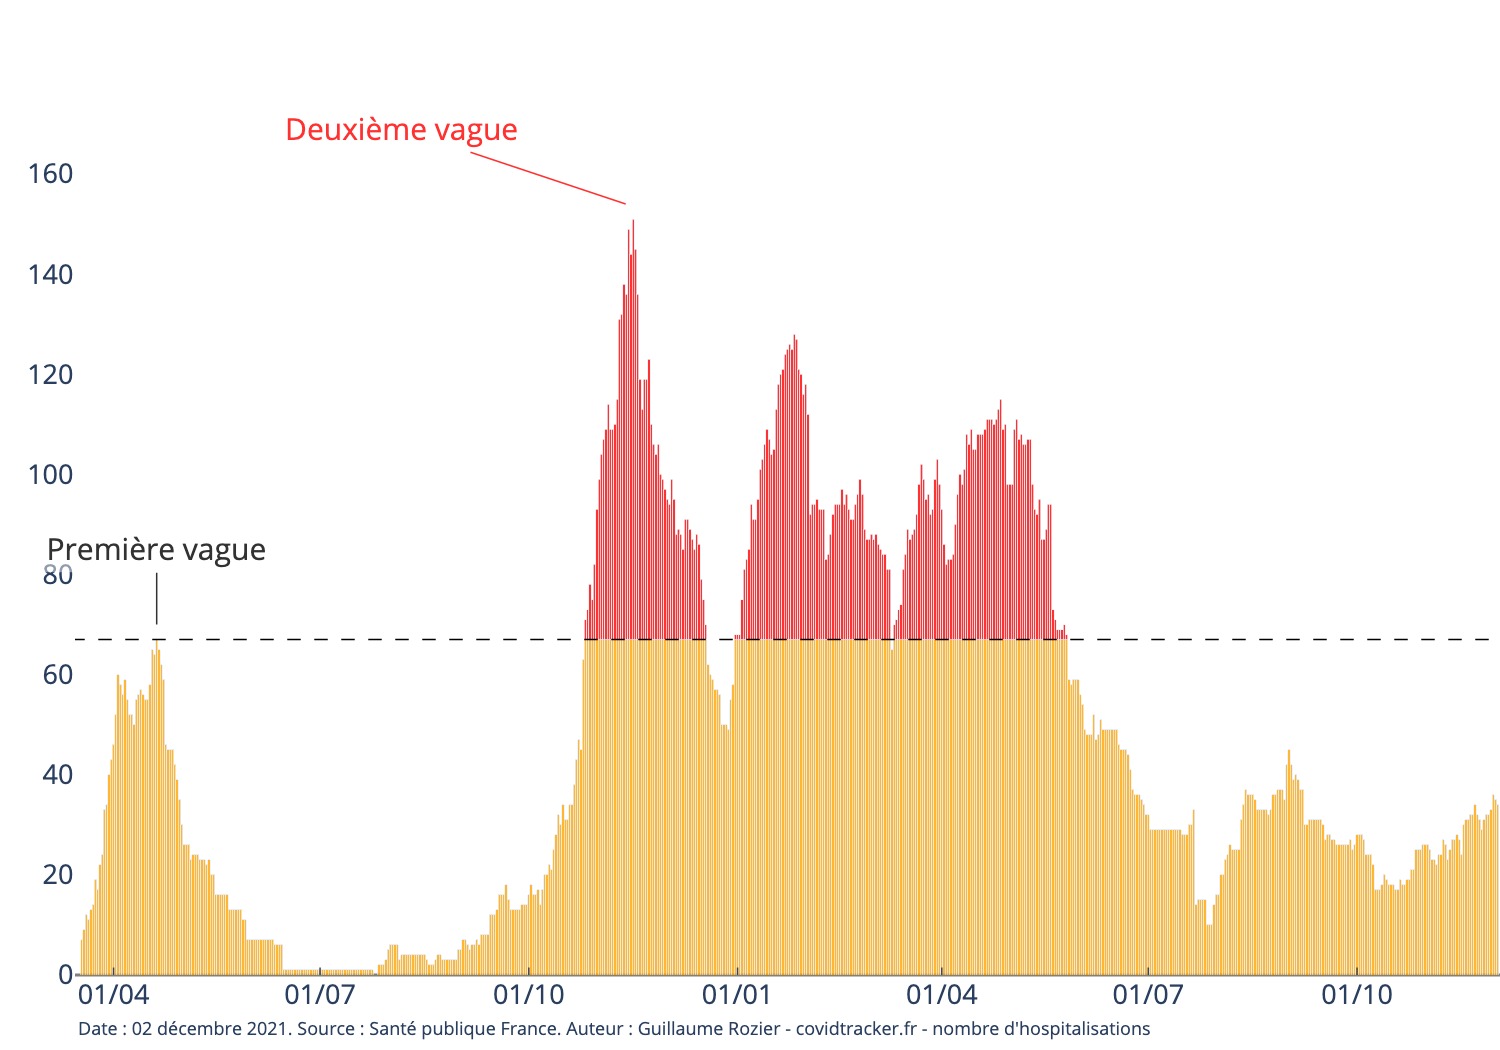 Deuxième vague
160
140
120
100
Première vague
80
60
40
20
0
01/04 01/07 01/10 01/01 01/04 01/07 01/10
Date : 02 décembre 2021. Source : Santé publique France. Auteur : Guillaume Rozier - covidtracker.fr - nombre d'hospitalisations